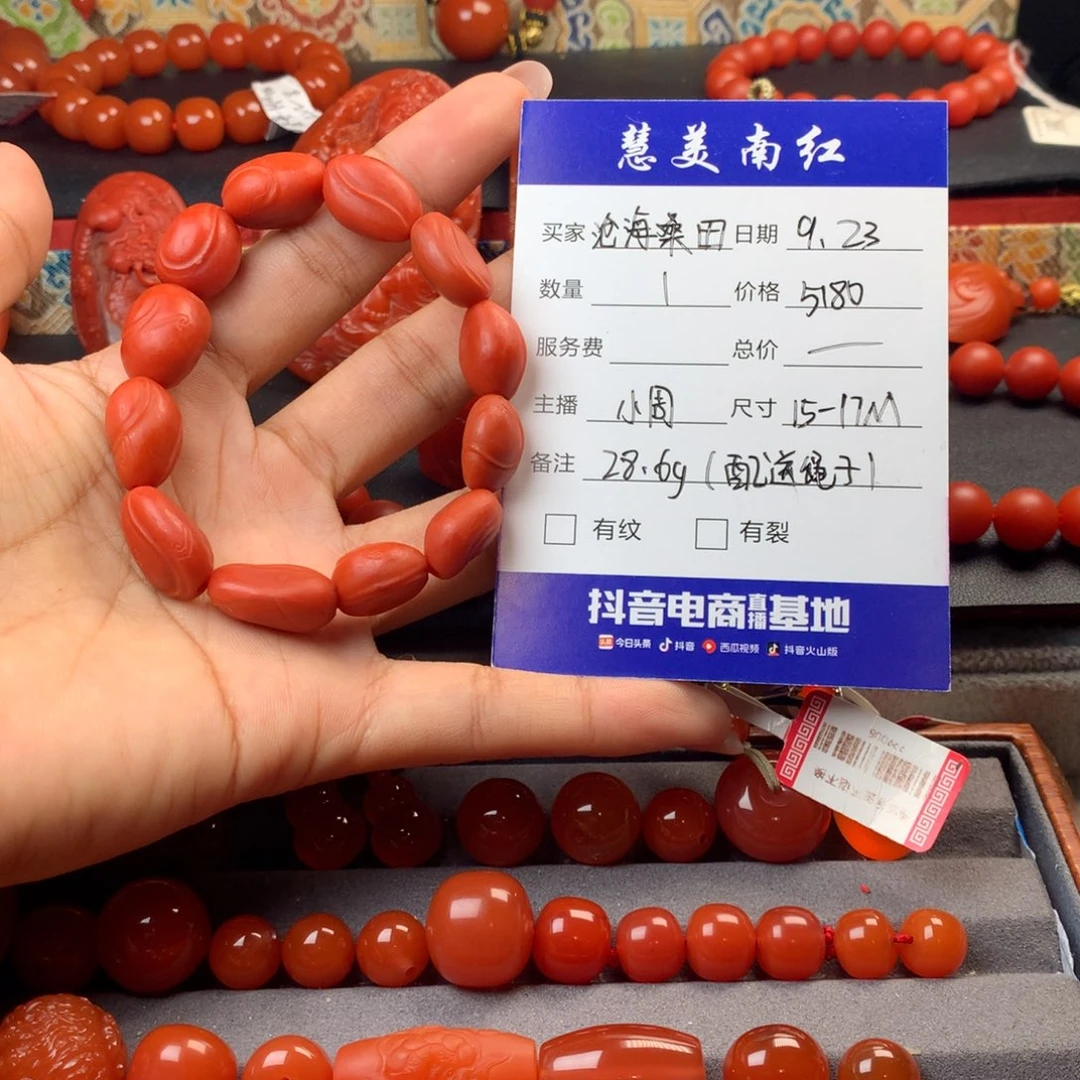 慧美南红
买家 沧海桑田 日期 9.23
数量 1 价格 5180
服务费 总价 —
主播 小周 尺寸 15-17M
备注 28.6g（配送绳子）
有纹 有裂
抖音电商直播基地
头条 今日头条 抖音 西瓜视频 抖音火山版